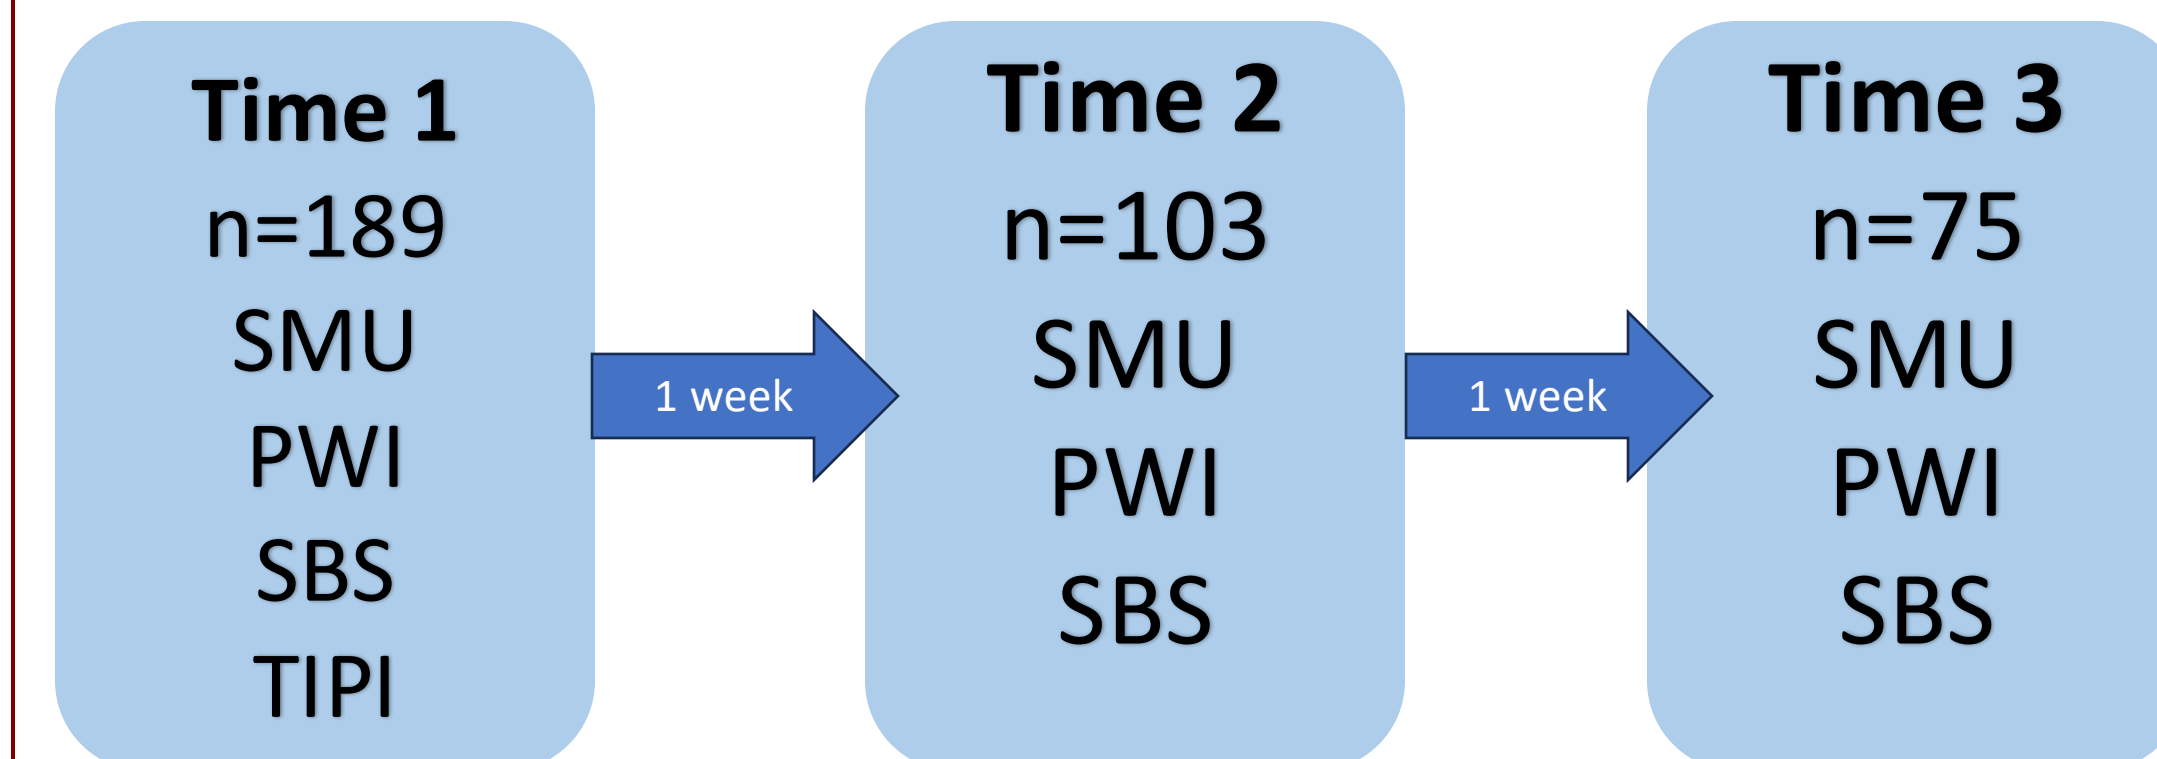 Time 1
n=189
SMU
PWI
SBS
TIPI
1 week
Time 2
n=103
SMU
PWI
SBS
1 week
Time 3
n=75
SMU
PWI
SBS